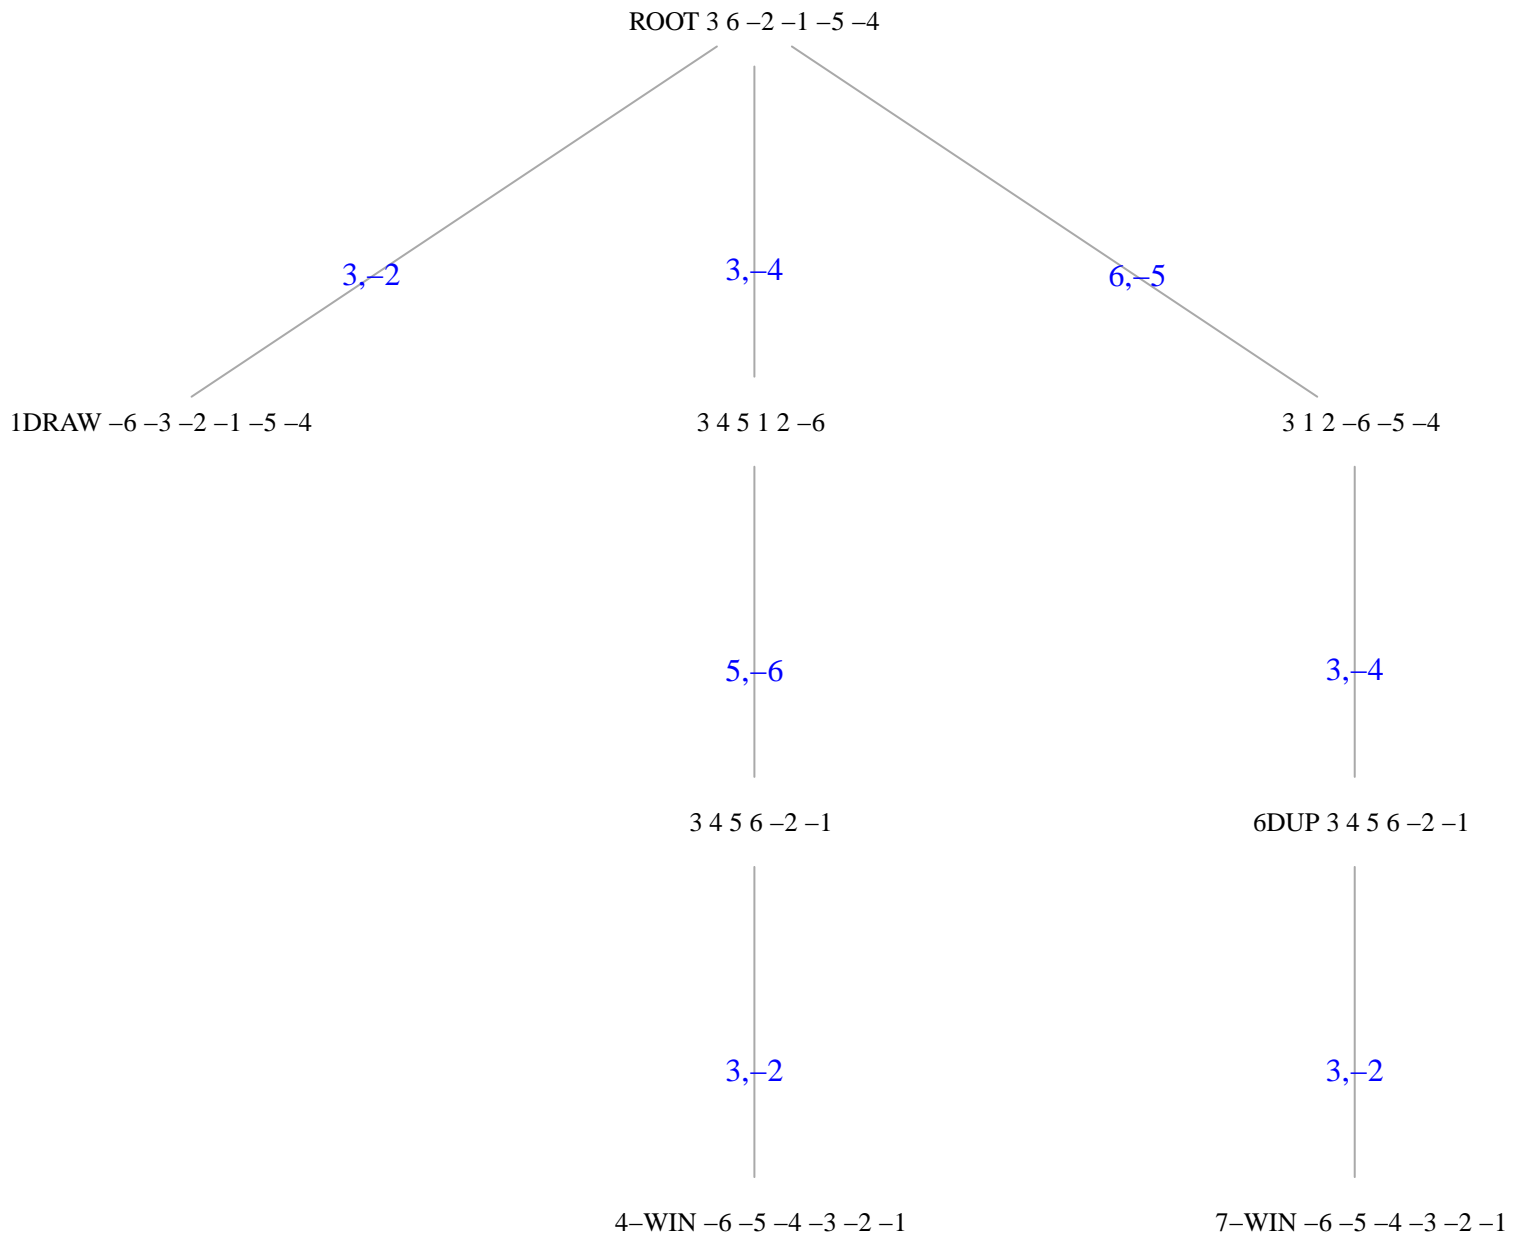 ROOT 3 6 –2 –1 –5 –4
3,–2
3,–4
6,–5
1DRAW –6 –3 –2 –1 –5 –4
3 4 5 1 2 –6
3 1 2 –6 –5 –4
5,–6
3,–4
3 4 5 6 –2 –1
6DUP 3 4 5 6 –2 –1
3,–2
3,–2
4–WIN –6 –5 –4 –3 –2 –1
7–WIN –6 –5 –4 –3 –2 –1